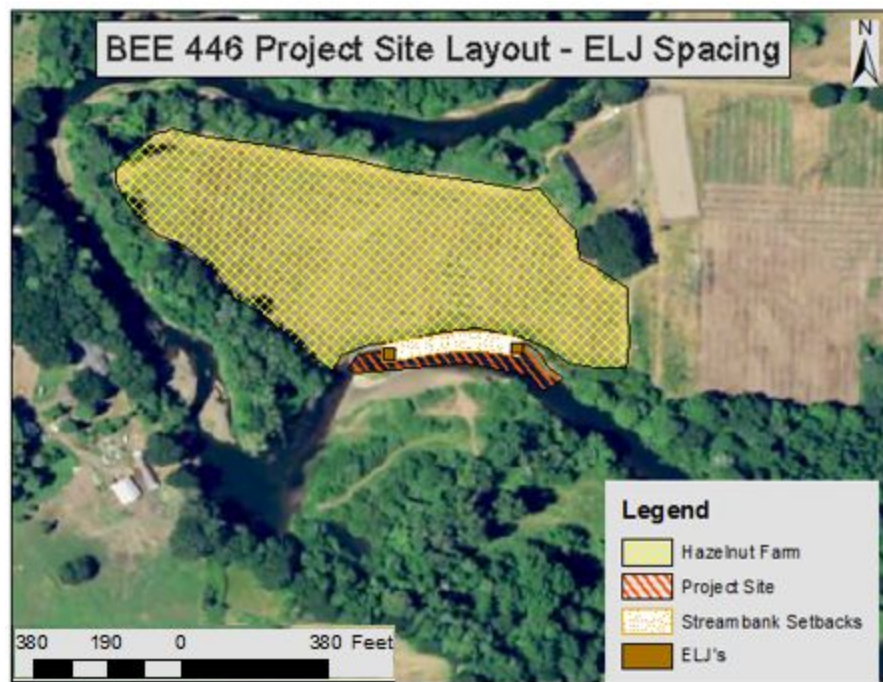 BEE 446 Project Site Layout - ELJ Spacing
N
Legend
Hazelnut Farm
Project Site
Streambank Setbacks
ELJ's
380 190 0 380 Feet